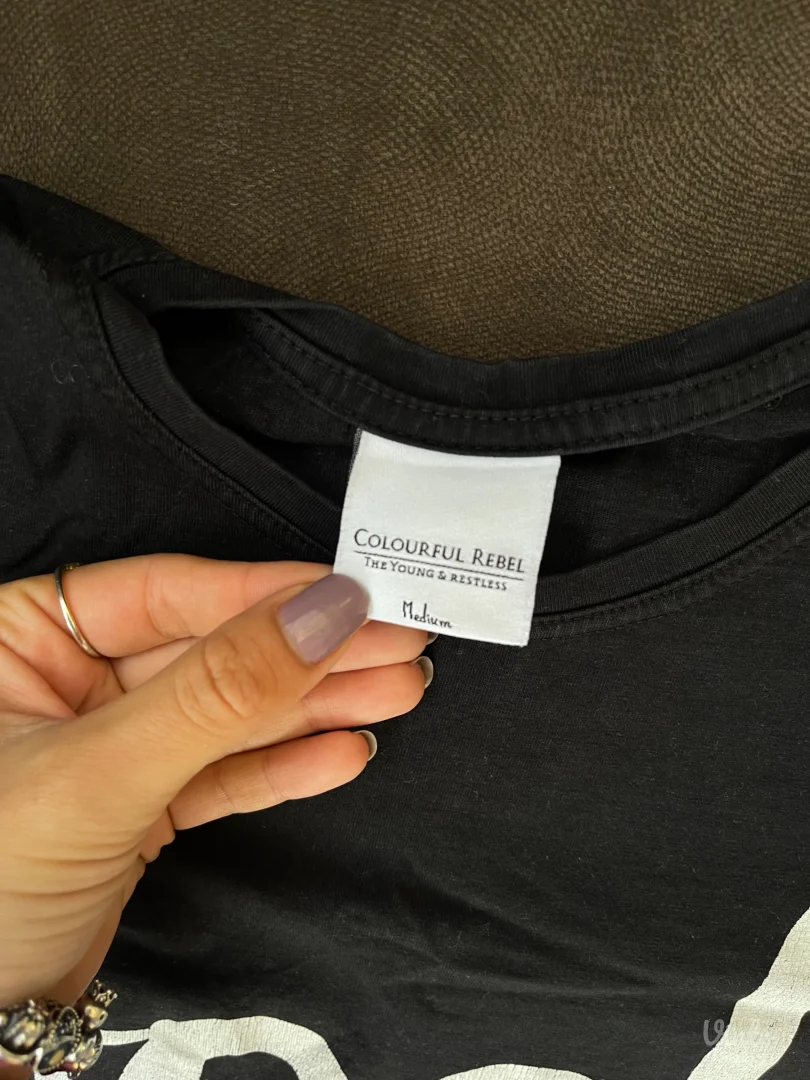 COLOURFUL REBEL
THE YOUNG & RESTLESS
Medium